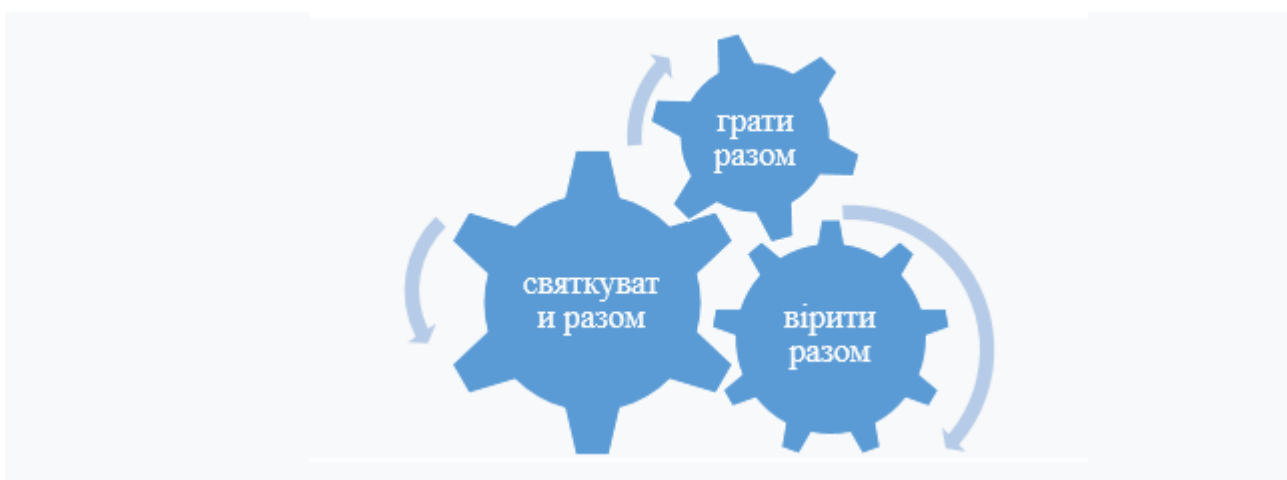 грати
разом
святкуват
и разом
вірити
разом